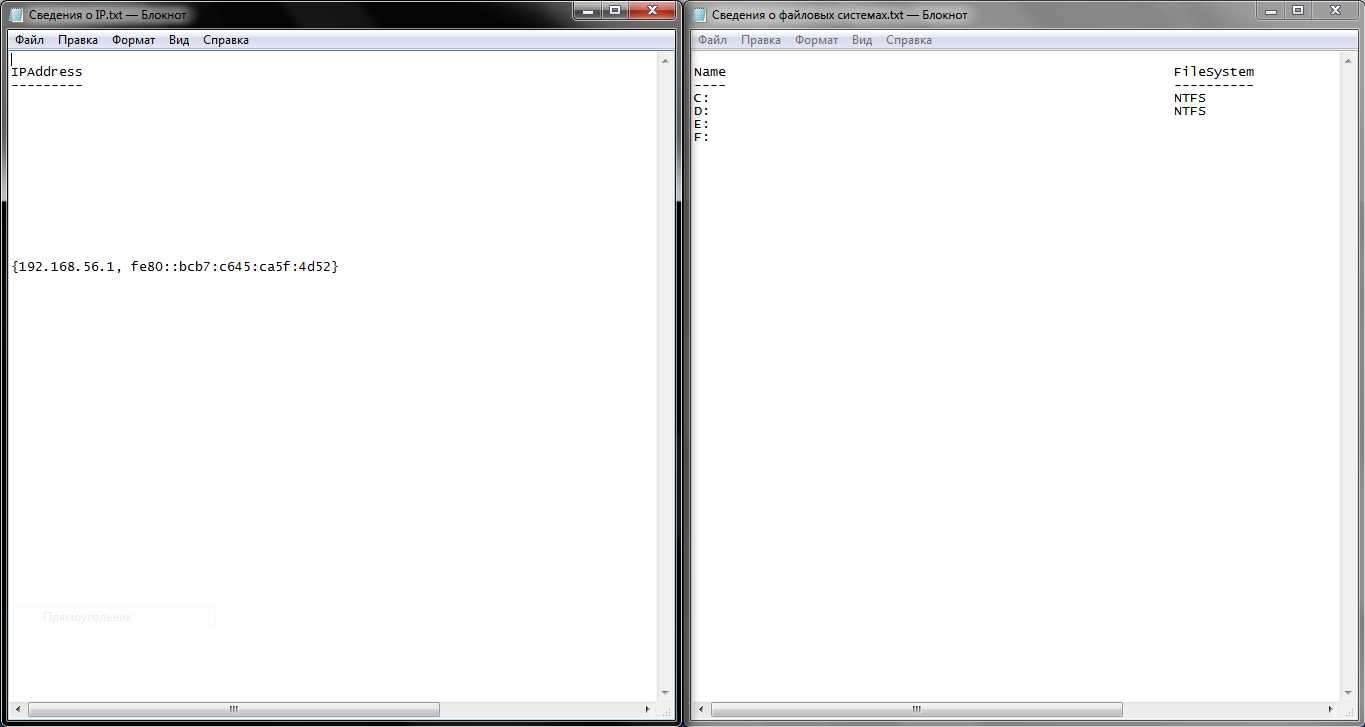 Сведения о IP.txt — Блокнот
Файл Правка Формат Вид Справка
IPAddress
---------
{192.168.56.1, fe80::bcb7:c645:ca5f:4d52}
Прямоугольник
Сведения о файловых системах.txt — Блокнот
Файл Правка Формат Вид Справка
Name FileSystem
---- ----------
C: NTFS
D: NTFS
E:
F: